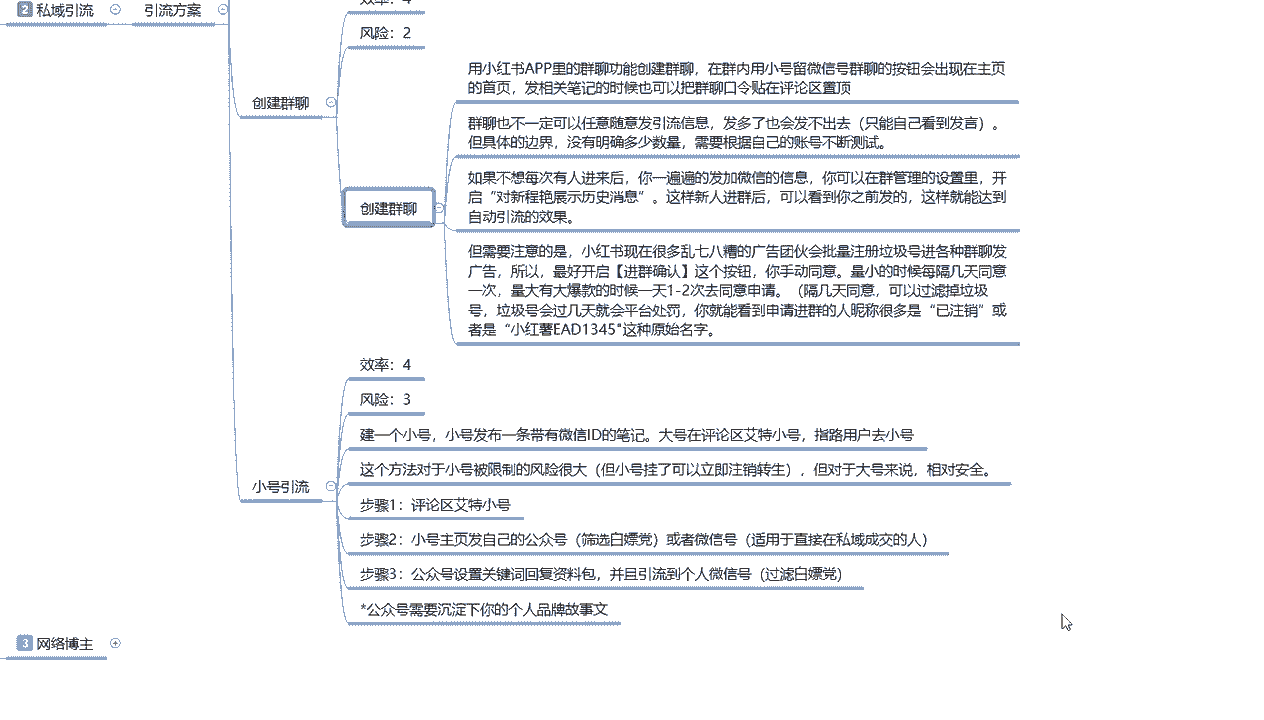 2 私域引流
引流方案
效率：4
风险：2
创建群聊
创建群聊
用小红书APP里的群聊功能创建群聊，在群内用小号留微信号群聊的按钮会出现在主页
的首页，发相关笔记的时候也可以把群聊口令贴在评论区置顶
群聊也不一定可以任意随意发引流信息，发多了也会发不出去（只能自己看到发言）。
但具体的边界，没有明确多少数量，需要根据自己的账号不断测试。
如果不想每次有人进来后，你一遍遍的发加微信的信息，你可以在群管理的设置里，开
启“对新程艳展示历史消息”。这样新人进群后，可以看到你之前发的，这样就能达到
自动引流的效果。
但需要注意的是，小红书现在很多乱七八糟的广告团伙会批量注册垃圾号进各种群聊发
广告，所以，最好开启【进群确认】这个按钮，你手动同意。量小的时候每隔几天同意
一次，量大有大爆款的时候一天1-2次去同意申请。（隔几天同意，可以过滤掉垃圾
号，垃圾号会过几天就会平台处罚，你就能看到申请进群的人昵称很多是“已注销”或
者是“小红薯EAD1345"这种原始名字。
小号引流
效率：4
风险：3
建一个小号，小号发布一条带有微信ID的笔记。大号在评论区艾特小号，指路用户去小号
这个方法对于小号被限制的风险很大（但小号挂了可以立即注销转生），但对于大号来说，相对安全。
步骤1：评论区艾特小号
步骤2：小号主页发自己的公众号（筛选白嫖党）或者微信号（适用于直接在私域成交的人）
步骤3：公众号设置关键词回复资料包，并且引流到个人微信号（过滤白嫖党）
*公众号需要沉淀下你的个人品牌故事文
3 网络博主